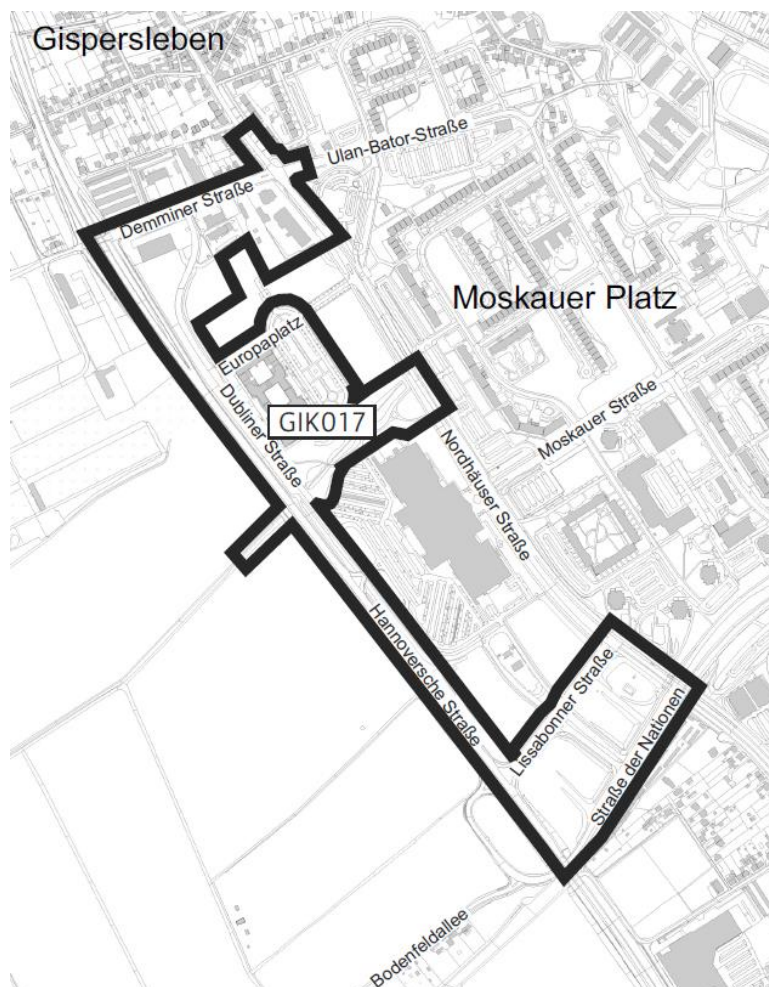 Gispersleben
Ulan-Bator-Straße
Demminer Straße
Moskauer Platz
Europaplatz
Dubliner Straße
GIK017
Moskauer Straße
Nordhäuser Straße
Hannoversche Straße
Lissabonner Straße
Straße der Nationen
Bodenfeldallee